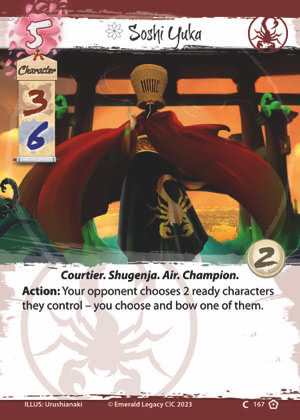 5
Soshi Yuka
Character
3
6
2
Courtier. Shugenja. Air. Champion.
Action: Your opponent chooses 2 ready characters
they control – you choose and bow one of them.
ILLUS: Urushianaki © Emerald Legacy CIC 2023 C 167